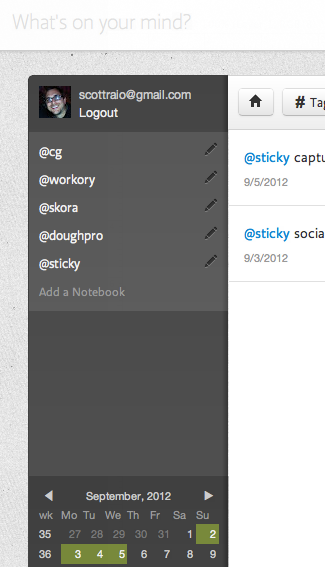 What's on your mind?
scottraio@gmail.com
Logout
# Tag
@cg
@workory
@skora
@doughpro
@sticky
Add a Notebook
@sticky captu
9/5/2012
@sticky socia
9/3/2012
September, 2012
wk Mo Tu We Th Fr Sa Su
35 27 28 29 30 31 1 2
36 3 4 5 6 7 8 9